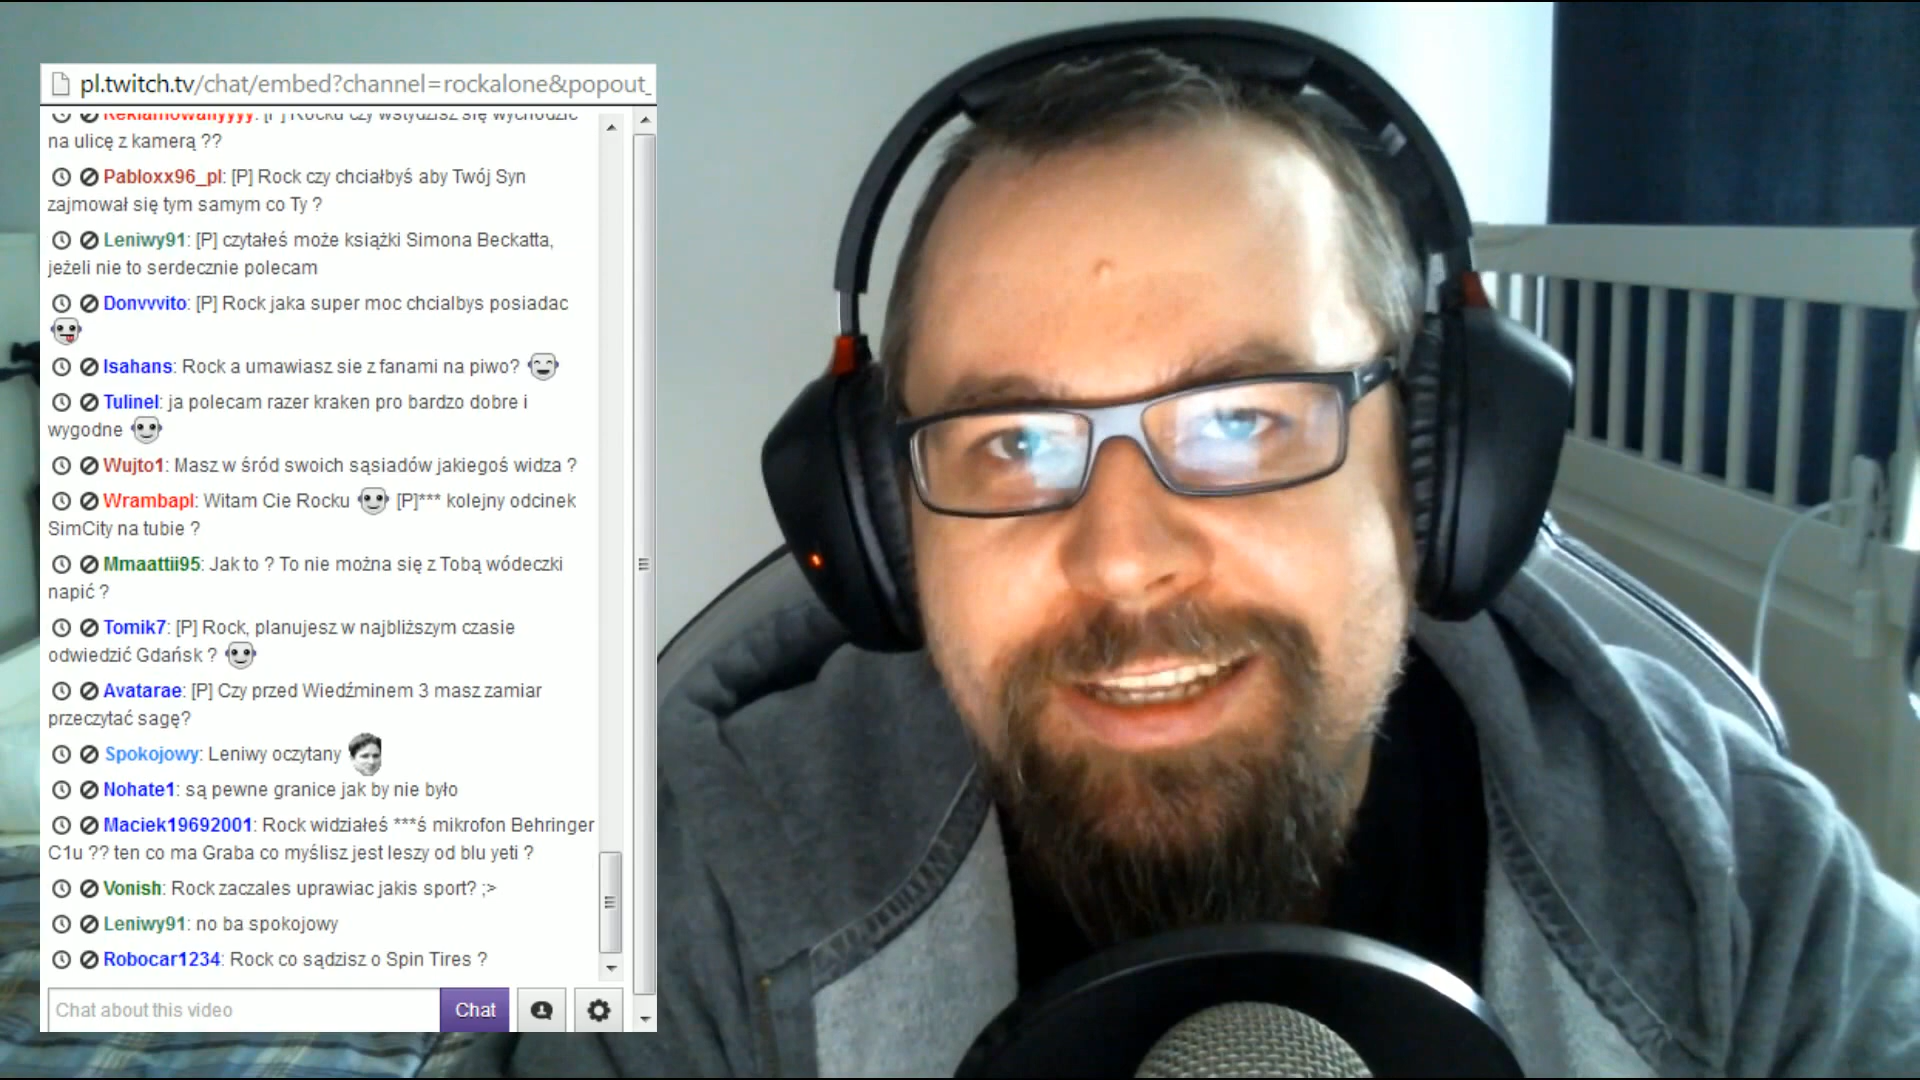 pl.twitch.tv/chat/embed?channel=rockalone&popout_
Reklamowanyyyy: [P] Rocku czy wstydzisz się wychodzić
na ulicę z kamerą ??
Pabloxx96_pl: [P] Rock czy chciałbyś aby Twój Syn
zajmował się tym samym co Ty ?
Leniwy91: [P] czytałeś może książki Simona Beckatta,
jeżeli nie to serdecznie polecam
Donvvvito: [P] Rock jaka super moc chcialbys posiadac
Isahans: Rock a umawiasz sie z fanami na piwo?
Tulinel: ja polecam razer kraken pro bardzo dobre i
wygodne
Wujto1: Masz w śród swoich sąsiadów jakiegoś widza ?
Wrambapl: Witam Cie Rocku [P]*** kolejny odcinek
SimCity na tubie ?
Mmaattii95: Jak to ? To nie można się z Tobą wódeczki
napić ?
Tomik7: [P] Rock, planujesz w najbliższym czasie
odwiedzić Gdańsk ?
Avatarae: [P] Czy przed Wiedźminem 3 masz zamiar
przeczytać sagę?
Spokojowy: Leniwy oczytany
Nohate1: są pewne granice jak by nie było
Maciek19692001: Rock widziałeś ***ś mikrofon Behringer
C1u ?? ten co ma Graba co myślisz jest leszy od blu yeti ?
Vonish: Rock zaczales uprawiac jakis sport? ;>
Leniwy91: no ba spokojowy
Robocar1234: Rock co sądzisz o Spin Tires ?
Chat about this video
Chat